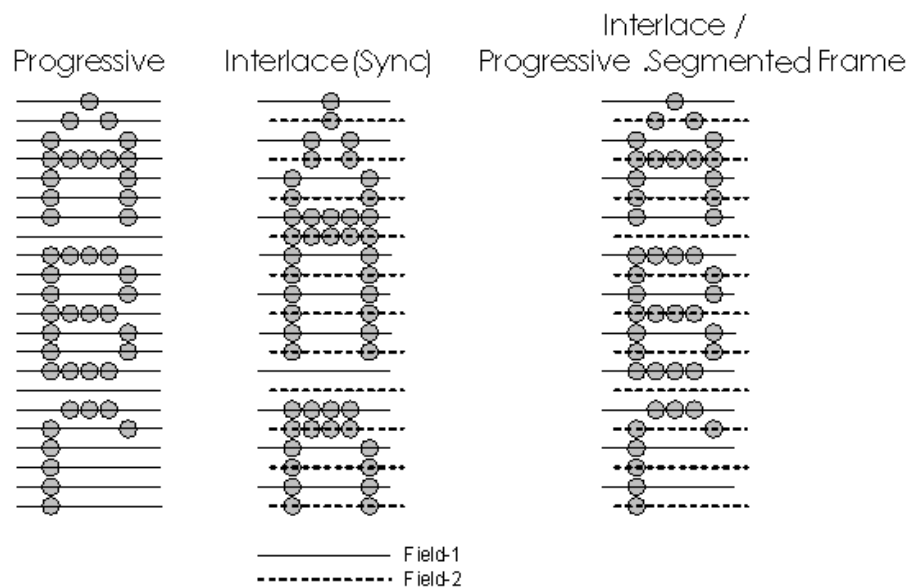 Interlace /
Progressive Interlace(Sync) Progressive .Segmented Frame
A A A
B B
C B C
Field-1
Field-2